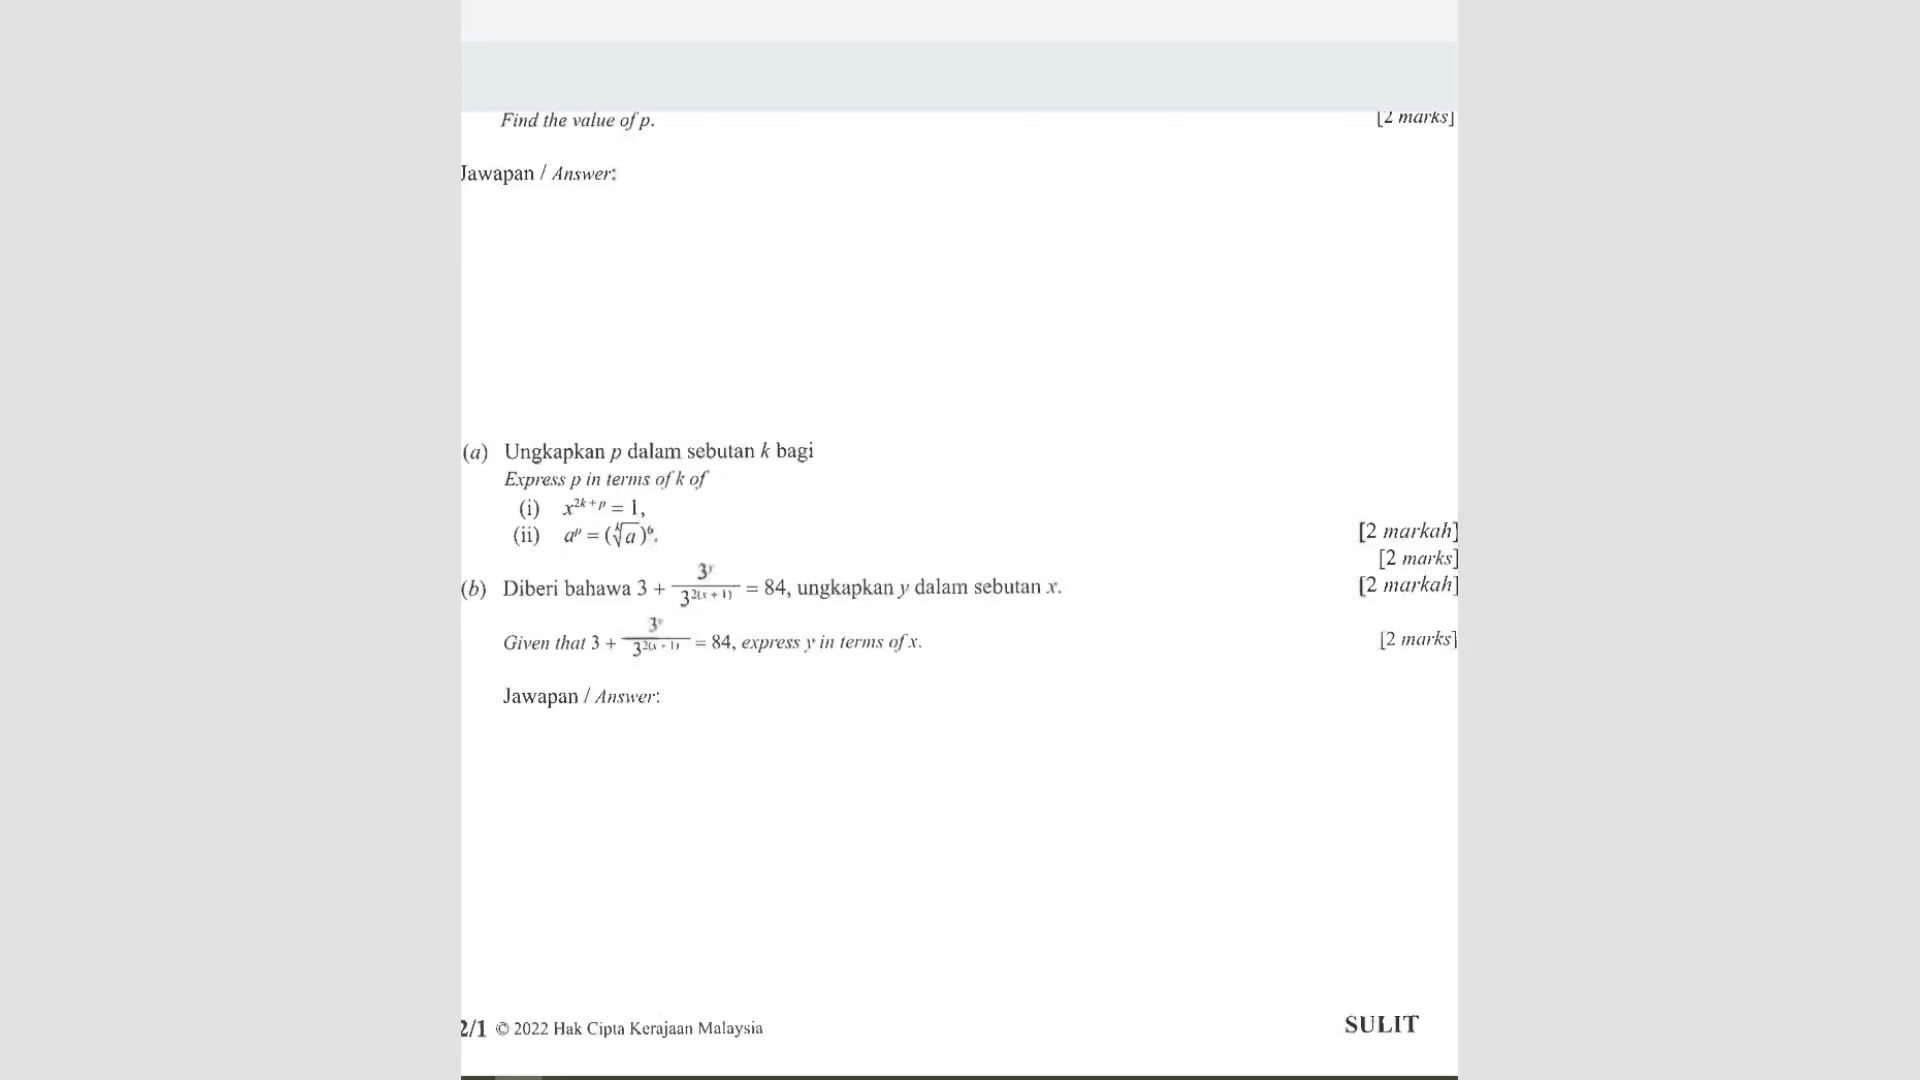 Find the value of p. [2 marks]
Jawapan / Answer:
(a) Ungkapkan p dalam sebutan k bagi
Express p in terms of k of
(i) x^{2k + p} = 1,
(ii) a^p = (\sqrt[k]{a})^6. [2 markah]
[2 marks]
(b) Diberi bahawa 3 + \frac{3^y}{3^{2(x + 1)}} = 84, ungkapkan y dalam sebutan x. [2 markah]
Given that 3 + \frac{3^y}{3^{2(x + 1)}} = 84, express y in terms of x. [2 marks]
Jawapan / Answer:
2/1 © 2022 Hak Cipta Kerajaan Malaysia SULIT